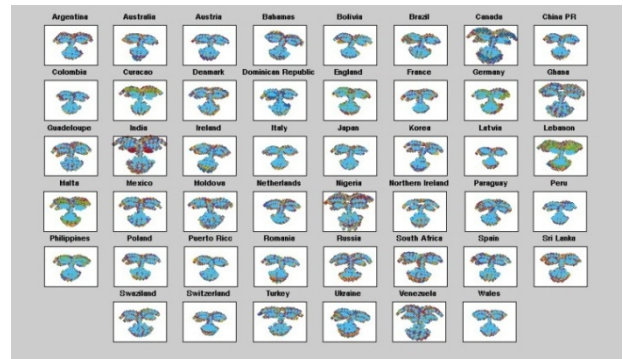 Argentina Australia Austria Bahamas Bolivia Brazil Canada China PR
Colombia Curacao Denmark Dominican Republic England France Germany Ghana
Guadeloupe India Ireland Italy Japan Korea Latvia Lebanon
Malta Mexico Moldova Netherlands Nigeria Northern Ireland Paraguay Peru
Philippines Poland Puerto Rico Romania Russia South Africa Spain Sri Lanka
Swaziland Switzerland Turkey Ukraine Venezuela Wales